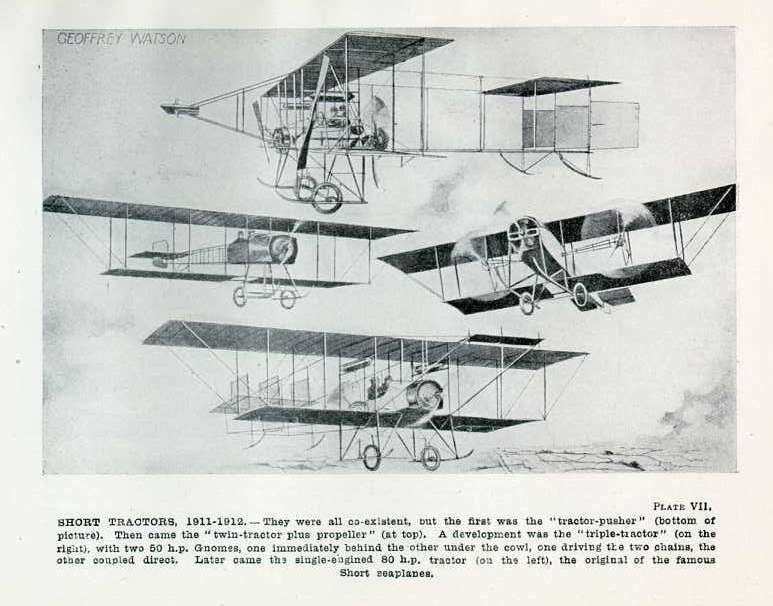 GEOFFREY WATSON
PLATE VII.
SHORT TRACTORS, 1911-1912. — They were all co-existent, but the first was the "tractor-pusher" (bottom of
picture). Then came the "twin-tractor plus propeller" (at top). A development was the "triple-tractor" (on the
right), with two 50 h.p. Gnomes, one immediately behind the other under the cowl, one driving the two chains, the
other coupled direct. Later came the single-engined 80 h.p. tractor (on the left), the original of the famous
Short seaplanes.